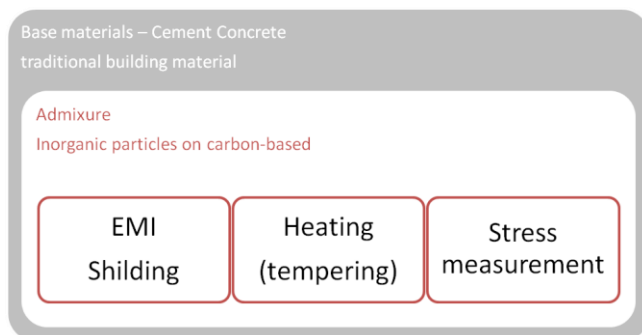 Base materials – Cement Concrete
traditional building material
Admixure
Inorganic particles on carbon-based
EMI
Shilding
Heating
(tempering)
Stress
measurement